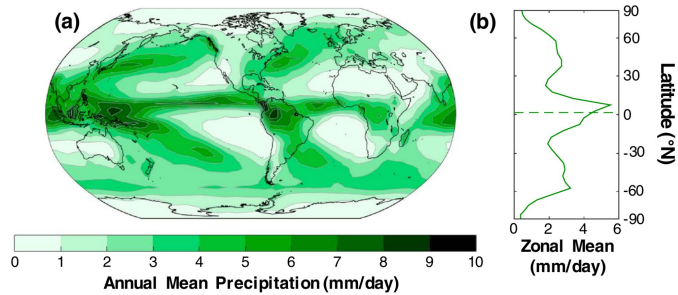 (a)
(b)
90
60
30
0
-30
-60
-90
Latitude (°N)
0 2 4 6
Zonal Mean
(mm/day)
0 1 2 3 4 5 6 7 8 9 10
Annual Mean Precipitation (mm/day)